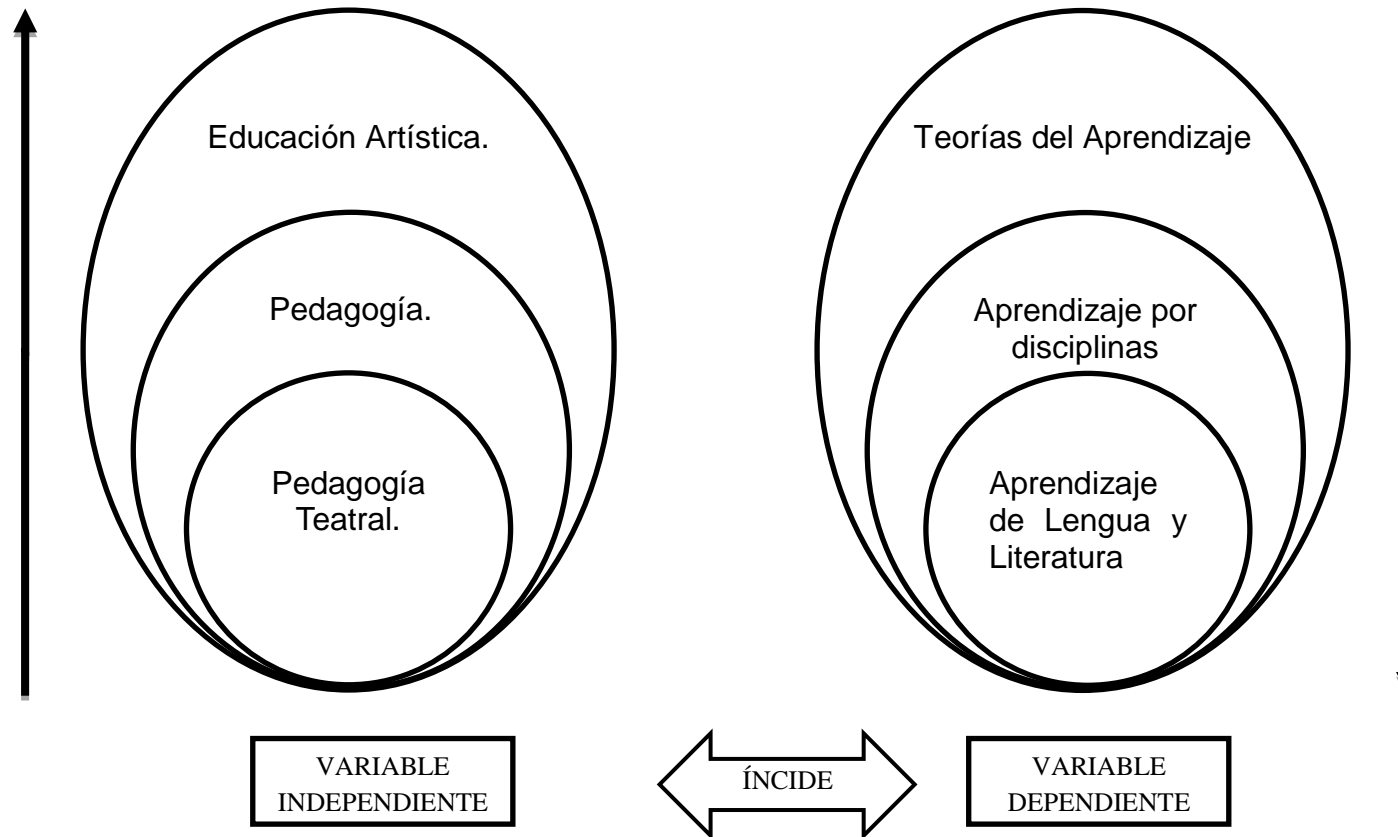 Educación Artística.
Pedagogía.
Pedagogía
Teatral.
Teorías del Aprendizaje
Aprendizaje por
disciplinas
Aprendizaje
de Lengua y
Literatura
VARIABLE
INDEPENDIENTE
ÍNCIDE
VARIABLE
DEPENDIENTE